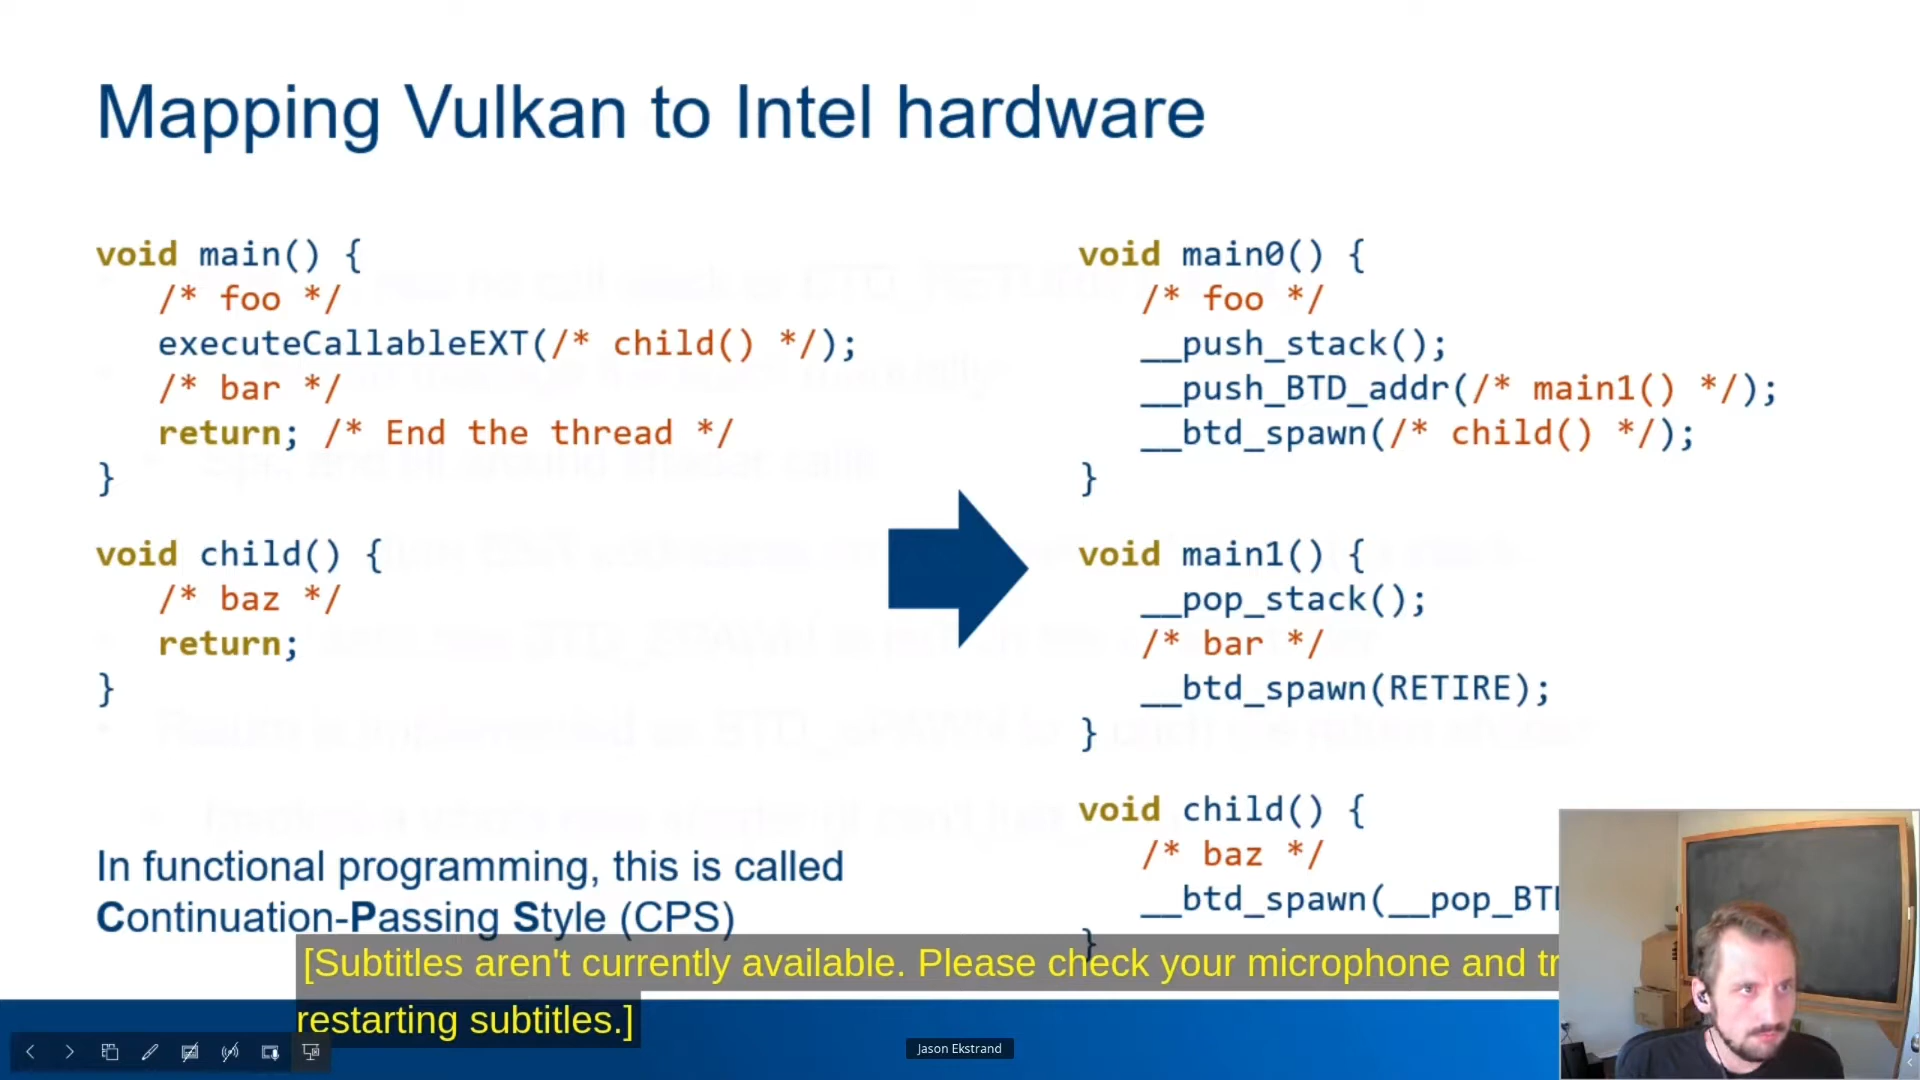 Mapping Vulkan to Intel hardware
void main() {
/* foo */
executeCallableEXT(/* child() */);
/* bar */
return; /* End the thread */
}
void child() {
/* baz */
return;
}
In functional programming, this is called
Continuation-Passing Style (CPS)
void main0() {
/* foo */
__push_stack();
__push_BTD_addr(/* main1() */);
__btd_spawn(/* child() */);
}
void main1() {
__pop_stack();
/* bar */
__btd_spawn(RETIRE);
}
void child() {
/* baz */
__btd_spawn(
}
[Subtitles aren't currently available. Please check your microphone and
restarting subtitles.]
Jason Ekstrand